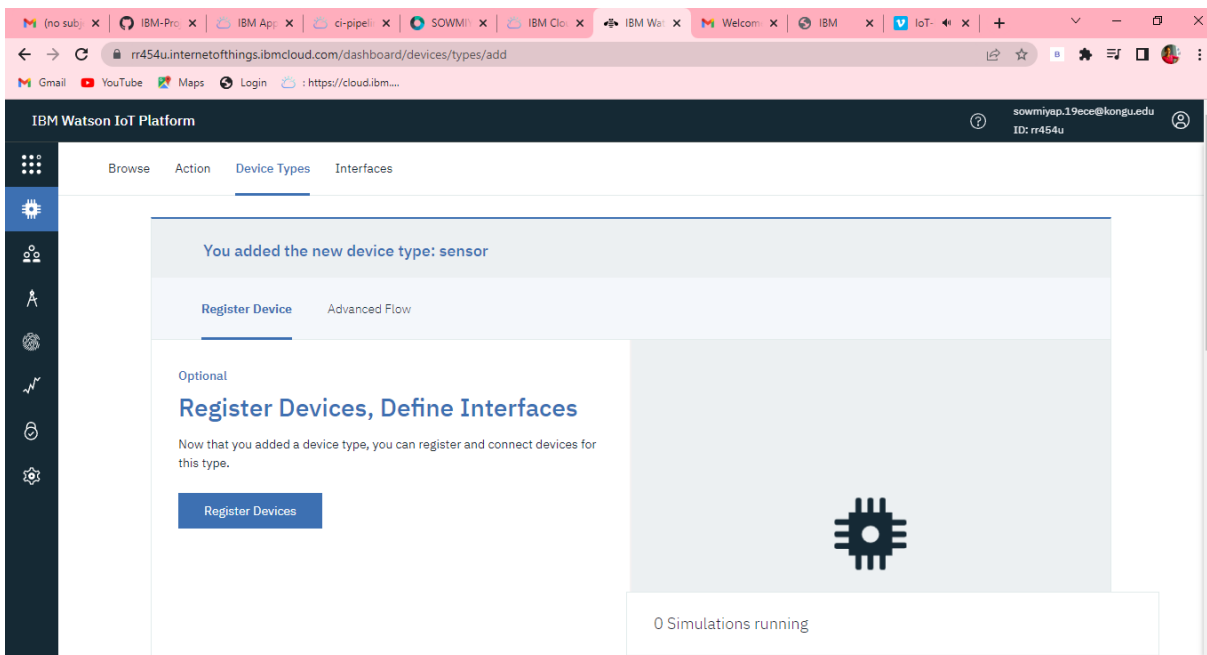 (no subj
IBM-Pro
IBM App
ci-pipelin
SOWMIY
IBM Clou
IBM Wat
Welcom
IBM
IoT-
rr454u.internetofthings.ibmcloud.com/dashboard/devices/types/add
Gmail YouTube Maps Login : https://cloud.ibm....
IBM Watson IoT Platform
sowmiyap.19ece@kongu.edu
ID: rr454u
Browse Action Device Types Interfaces
You added the new device type: sensor
Register Device Advanced Flow
Optional
Register Devices, Define Interfaces
Now that you added a device type, you can register and connect devices for
this type.
Register Devices
0 Simulations running